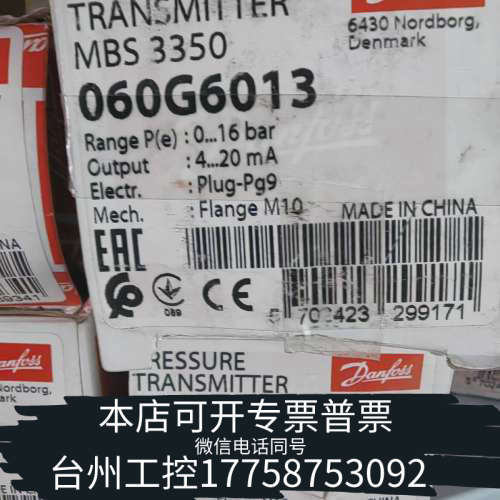 TRANSMITTER
MBS 3350
060G6013
Range P(e) : 0...16 bar
Output : 4...20 mA
Electr. : Plug-Pg9
Mech. : Flange M10
MADE IN CHINA
EAC
089
CE
5 702423 299171
6430 Nordborg,
Denmark
Danfoss
Danfoss
Nordborg,
PRESSURE
TRANSMITTER
Danfoss
本店可开专票普票
微信电话同号
台州工控17758753092